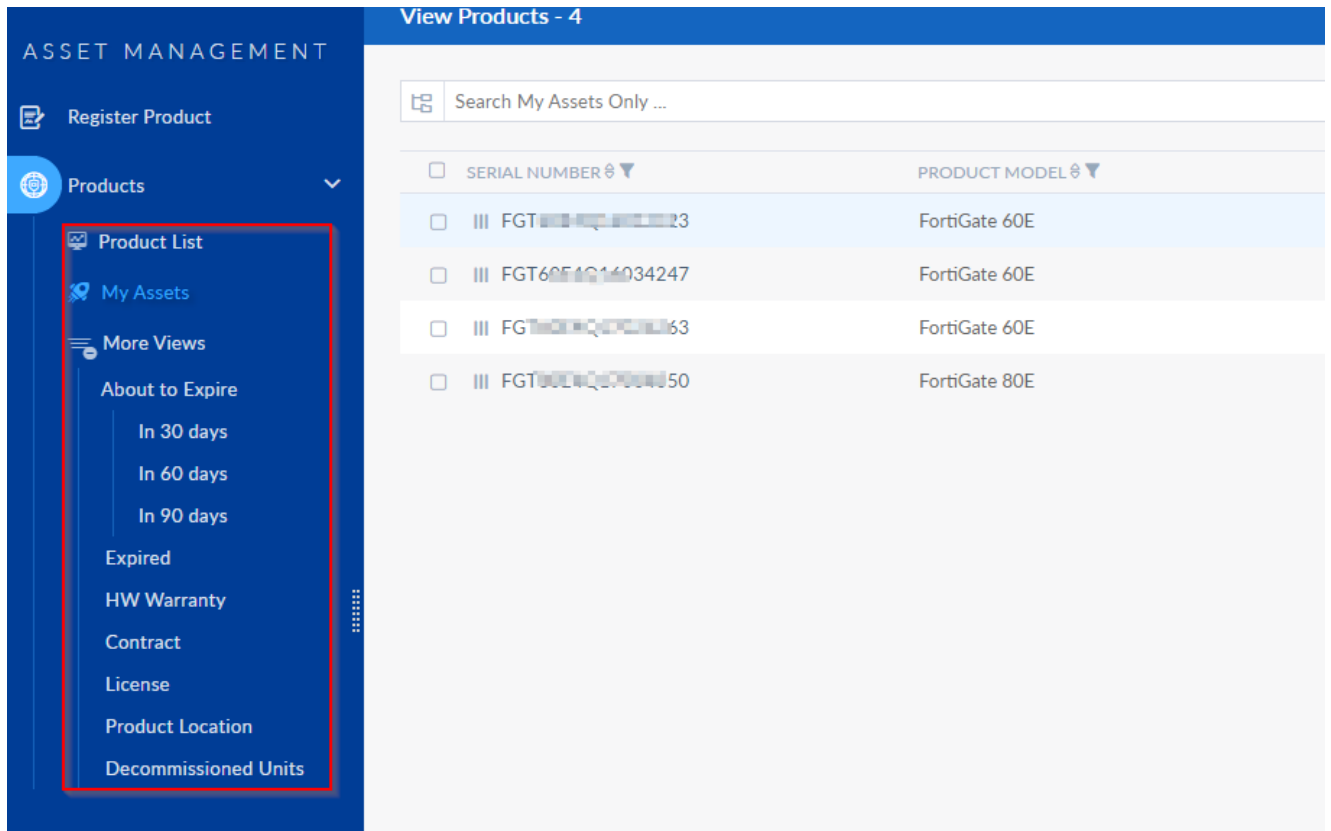 ASSET MANAGEMENT
Register Product
Products
Product List
My Assets
More Views
About to Expire
In 30 days
In 60 days
In 90 days
Expired
HW Warranty
Contract
License
Product Location
Decommissioned Units
View Products - 4
Search My Assets Only ...
SERIAL NUMBER PRODUCT MODEL
FortiGate 60E
FortiGate 60E
FortiGate 60E
FortiGate 80E